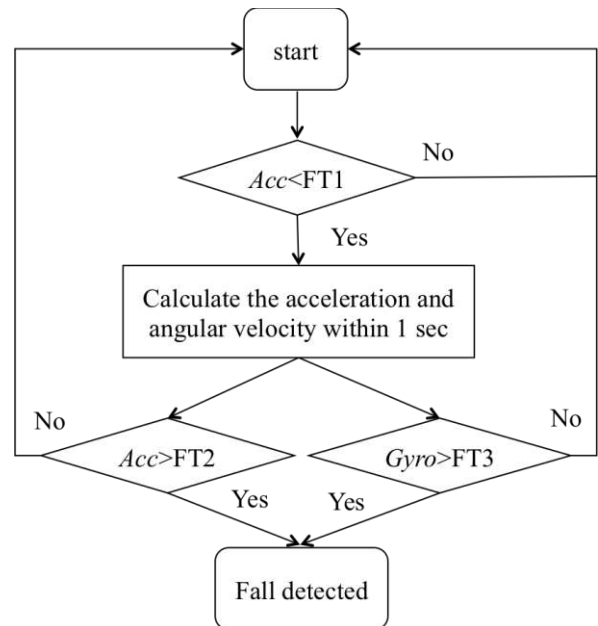 start
Acc<FT1
No
Yes
Calculate the acceleration and
angular velocity within 1 sec
No
Acc>FT2
Yes
Gyro>FT3
No
Yes
Fall detected